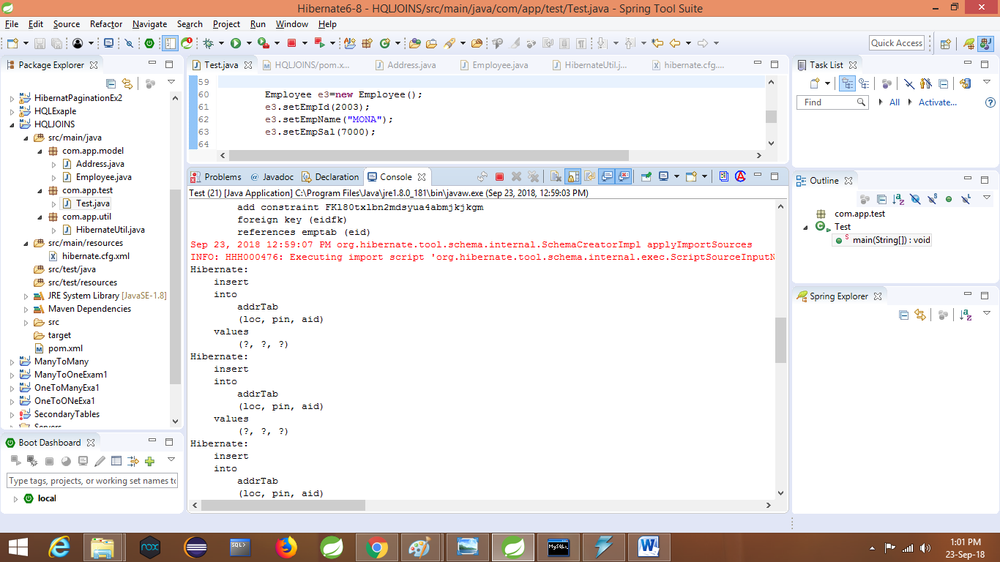 Hibernate6-8 - HQLJOINS/src/main/java/com/app/test/Test.java - Spring Tool Suite
File Edit Source Refactor Navigate Search Project Run Window Help
Quick Access
Package Explorer
HibernatPaginationEx2
HQLExaple
HQLJOINS
src/main/java
com.app.model
Address.java
Employee.java
com.app.test
Test.java
com.app.util
HibernateUtil.java
src/main/resources
hibernate.cfg.xml
src/test/java
src/test/resources
JRE System Library [JavaSE-1.8]
Maven Dependencies
src
target
pom.xml
ManyToMany
ManyToOneExam1
OneToManyExa1
OneToONeExa1
SecondaryTables
Servers
Boot Dashboard
Type tags, projects, or working set names to
local
Test.java HQLJOINS/pom.x... Address.java Employee.java HibernateUtil.j... hibernate.cfg....
59
60 Employee e3=new Employee();
61 e3.setEmpId(2003);
62 e3.setEmpName("MONA");
63 e3.setEmpSal(7000);
64
Problems @ Javadoc Declaration Console
Test (21) [Java Application] C:\Program Files\Java\jre1.8.0_181\bin\javaw.exe (Sep 23, 2018, 12:59:03 PM)
add constraint FKl80txlbn2mdsyua4abmjkjkgm
foreign key (eidfk)
references emptab (eid)
Sep 23, 2018 12:59:07 PM org.hibernate.tool.schema.internal.SchemaCreatorImpl applyImportSources
INFO: HHH000476: Executing import script 'org.hibernate.tool.schema.internal.exec.ScriptSourceInputN
Hibernate:
insert
into
addrTab
(loc, pin, aid)
values
(?, ?, ?)
Hibernate:
insert
into
addrTab
(loc, pin, aid)
values
(?, ?, ?)
Hibernate:
insert
into
addrTab
(loc, pin, aid)
Task List
Find All Activate...
Outline
com.app.test
Test
S main(String[]) : void
Spring Explorer
nox
SQL>
MySQL>
1:01 PM
23-Sep-18